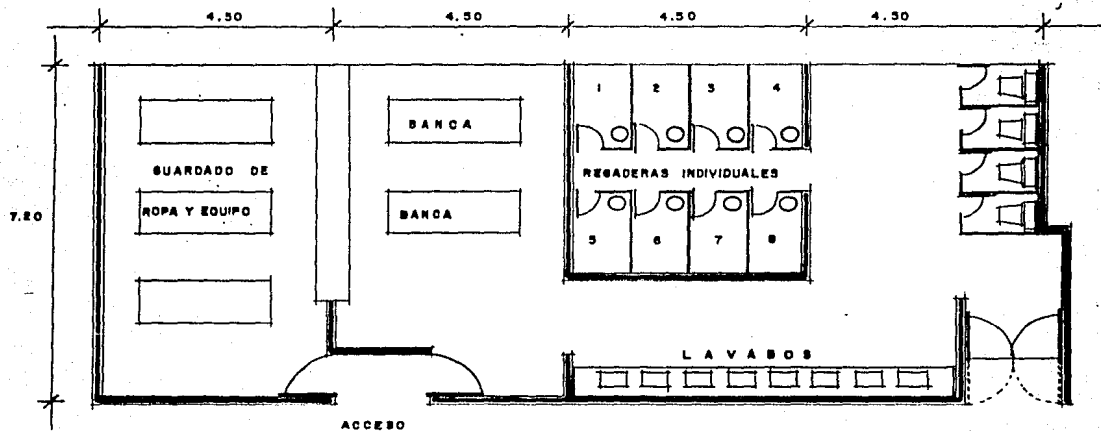 4.50 4.50 4.50 4.50
1 2 3 4
BANCA
GUARDADO DE
REGADERAS INDIVIDUALES
7.20
ROPA Y EQUIPO
BANCA
5 6 7 8
LAVABOS
ACCESO